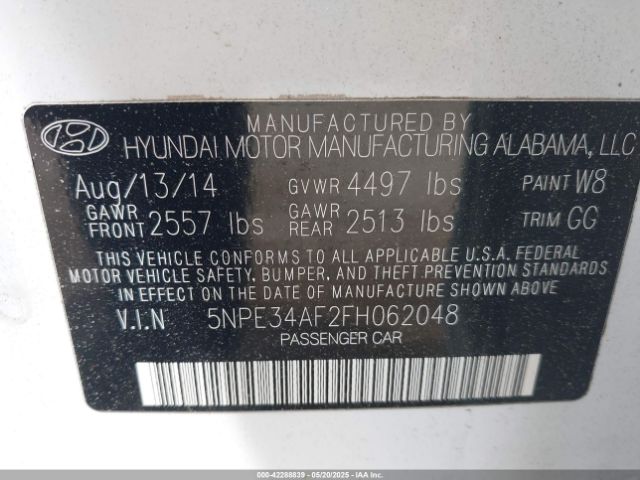 MANUFACTURED BY
HYUNDAI MOTOR MANUFACTURING ALABAMA, LLC
Aug/13/14 GVWR 4497 lbs PAINT W8
GAWR FRONT 2557 lbs GAWR REAR 2513 lbs TRIM GG
THIS VEHICLE CONFORMS TO ALL APPLICABLE U.S.A. FEDERAL
MOTOR VEHICLE SAFETY, BUMPER, AND THEFT PREVENTION STANDARDS
IN EFFECT ON THE DATE OF MANUFACTURE SHOWN ABOVE.
V.I.N 5NPE34AF2FH062048
PASSENGER CAR
000-42288839 - 05/20/2025 - IAAI.COM